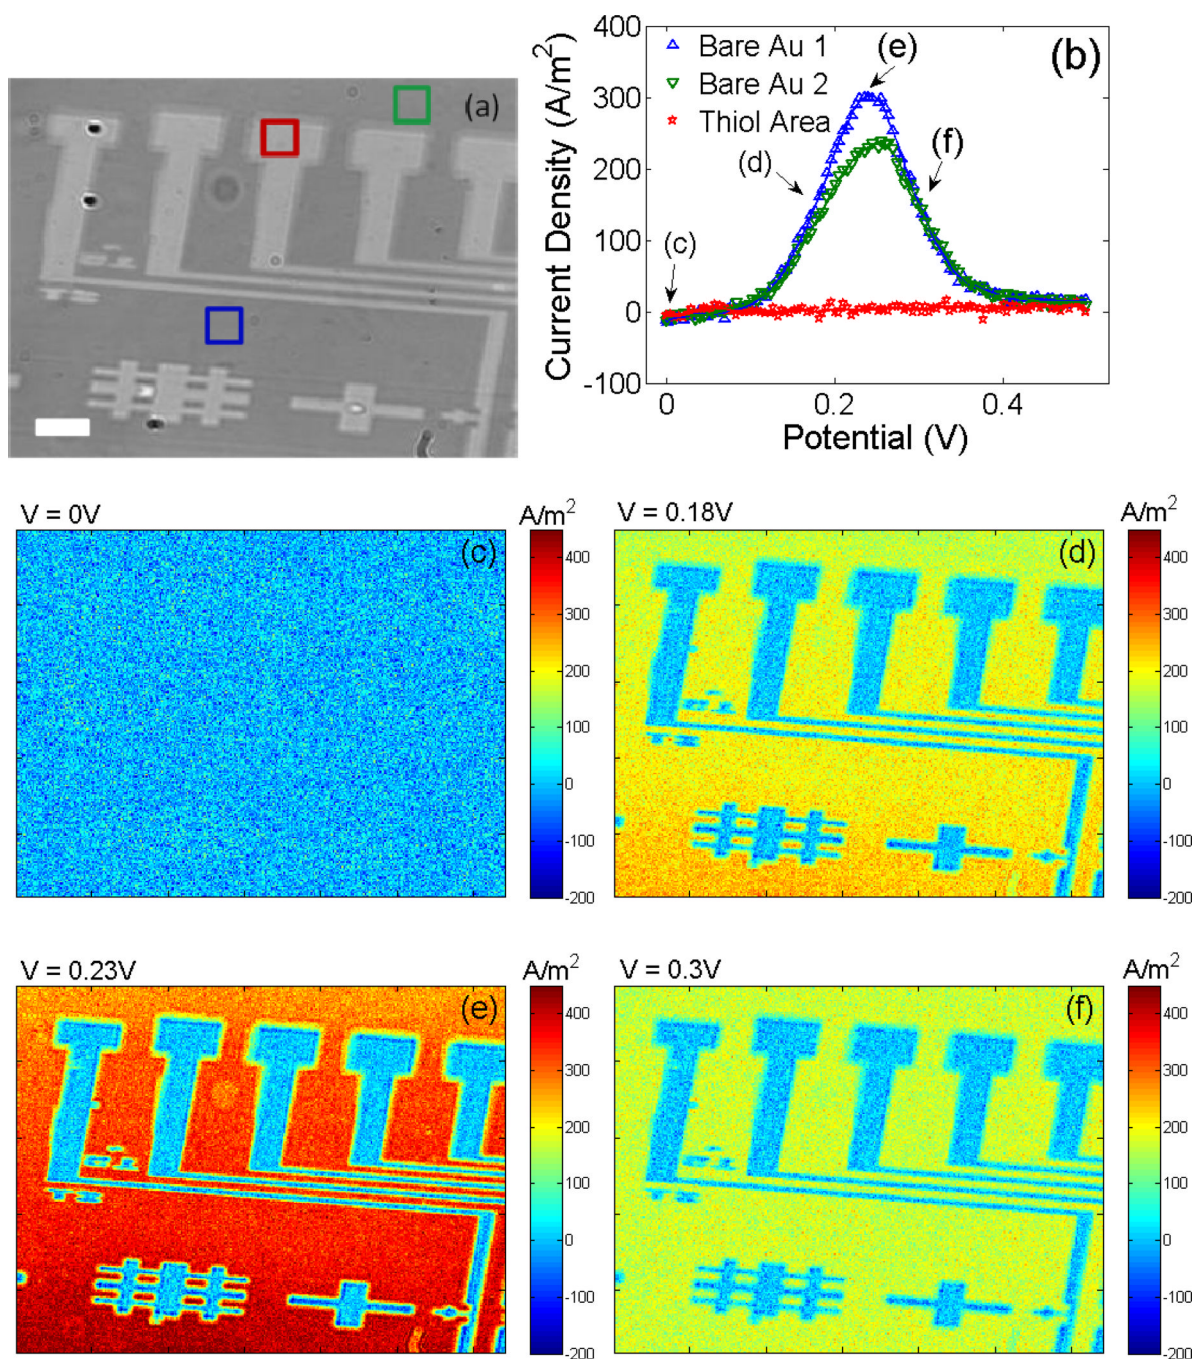 (a)
400
300
200
100
0
-100
Current Density (A/m²)
Bare Au 1
Bare Au 2
Thiol Area
(b)
(e)
(d)
(f)
(c)
0
0.2
0.4
Potential (V)
V = 0V
(c)
A/m²
400
300
200
100
0
-100
-200
V = 0.18V
(d)
A/m²
400
300
200
100
0
-100
-200
V = 0.23V
(e)
A/m²
400
300
200
100
0
-100
-200
V = 0.3V
(f)
A/m²
400
300
200
100
0
-100
-200